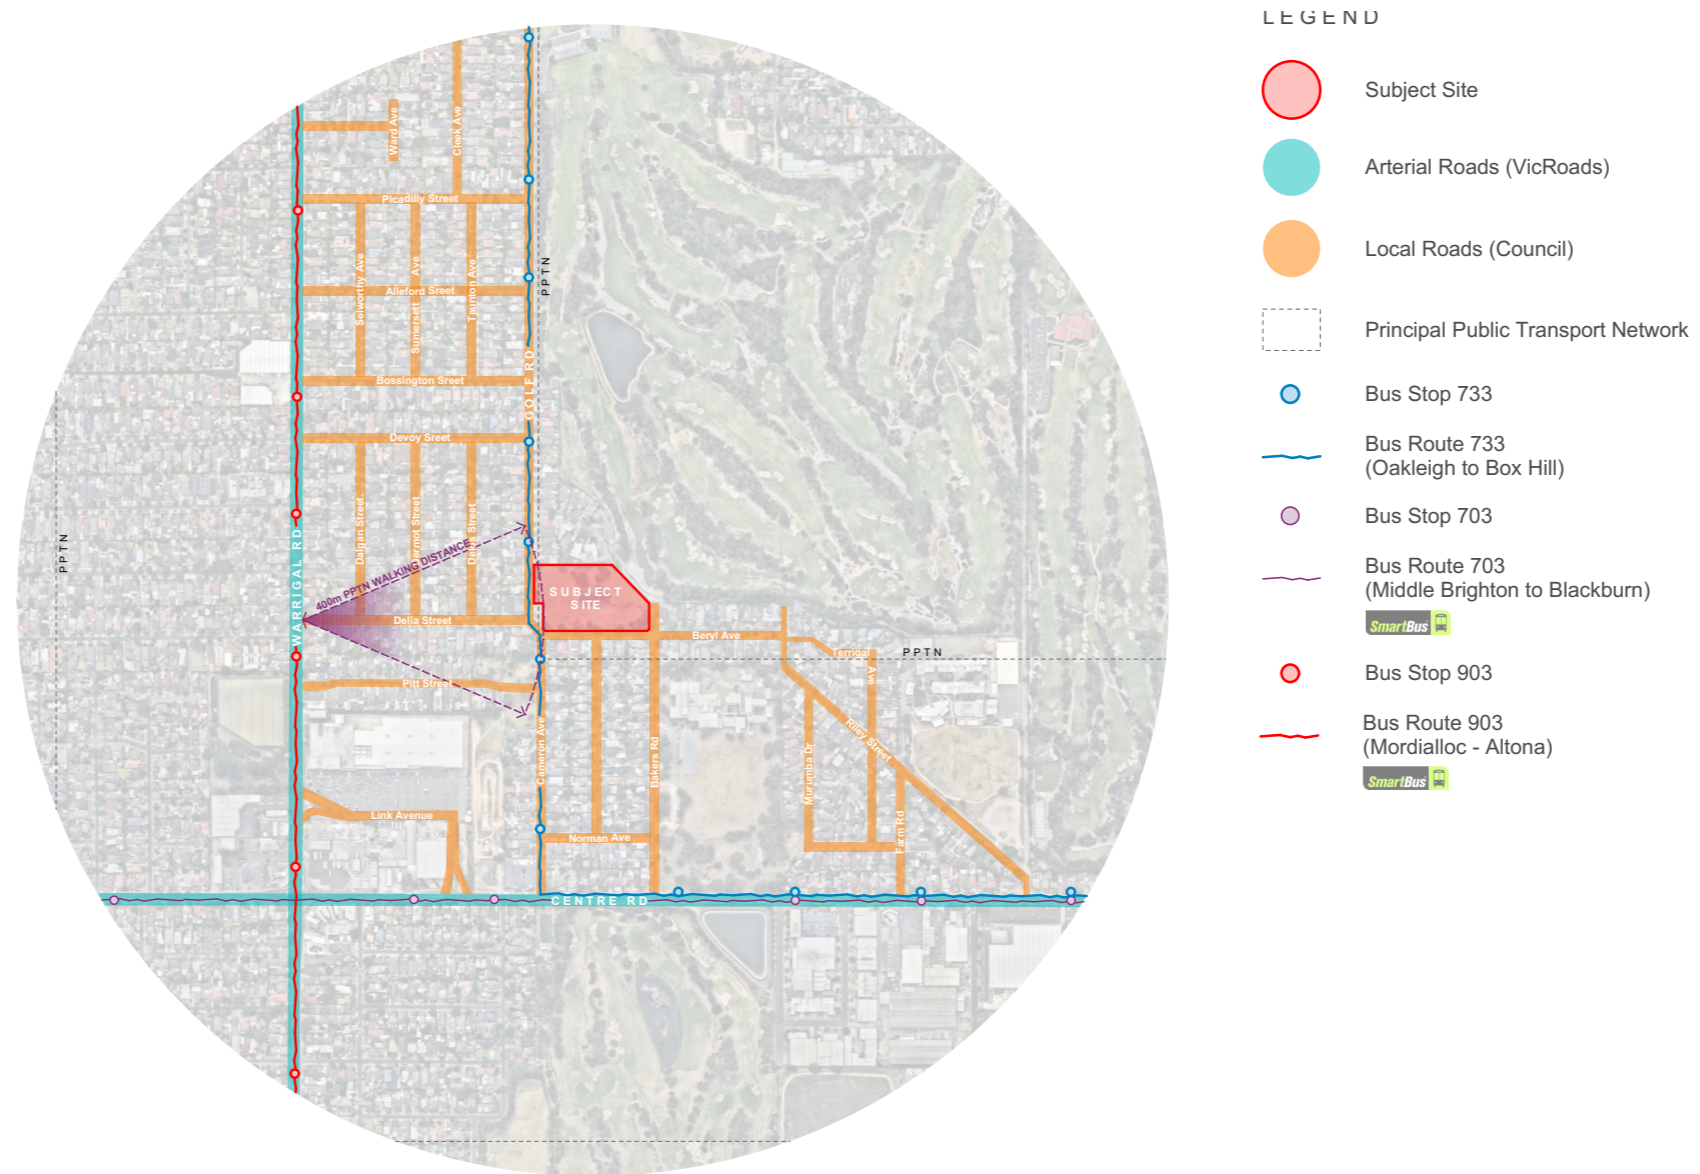 LEGEND
Subject Site
Arterial Roads (VicRoads)
Local Roads (Council)
Principal Public Transport Network
Bus Stop 733
Bus Route 733
(Oakleigh to Box Hill)
Bus Stop 703
Bus Route 703
(Middle Brighton to Blackburn)
SmartBus
Bus Stop 903
Bus Route 903
(Mordialloc - Altona)
SmartBus
Ward Ave
Cleek Ave
Picadilly Street
Selworthy Ave
Sumersett Ave
Taunton Ave
Alleford Sreet
PPTN
GOLF RD
Bossington Sreet
Devoy Sreet
Dalgan Street
ermot Street
Street
PPTN
WARRIGAL RD
400m PPTN WALKING DISTANCE
SUBJECT
SITE
Delia Street
Beryl Ave
Terrigal
Ave
PPTN
Pitt Street
Cameron Ave
Bakers Rd
Murumba Dr
Riley Street
Farm Rd
Link Avenue
Norman Ave
CENTRE RD